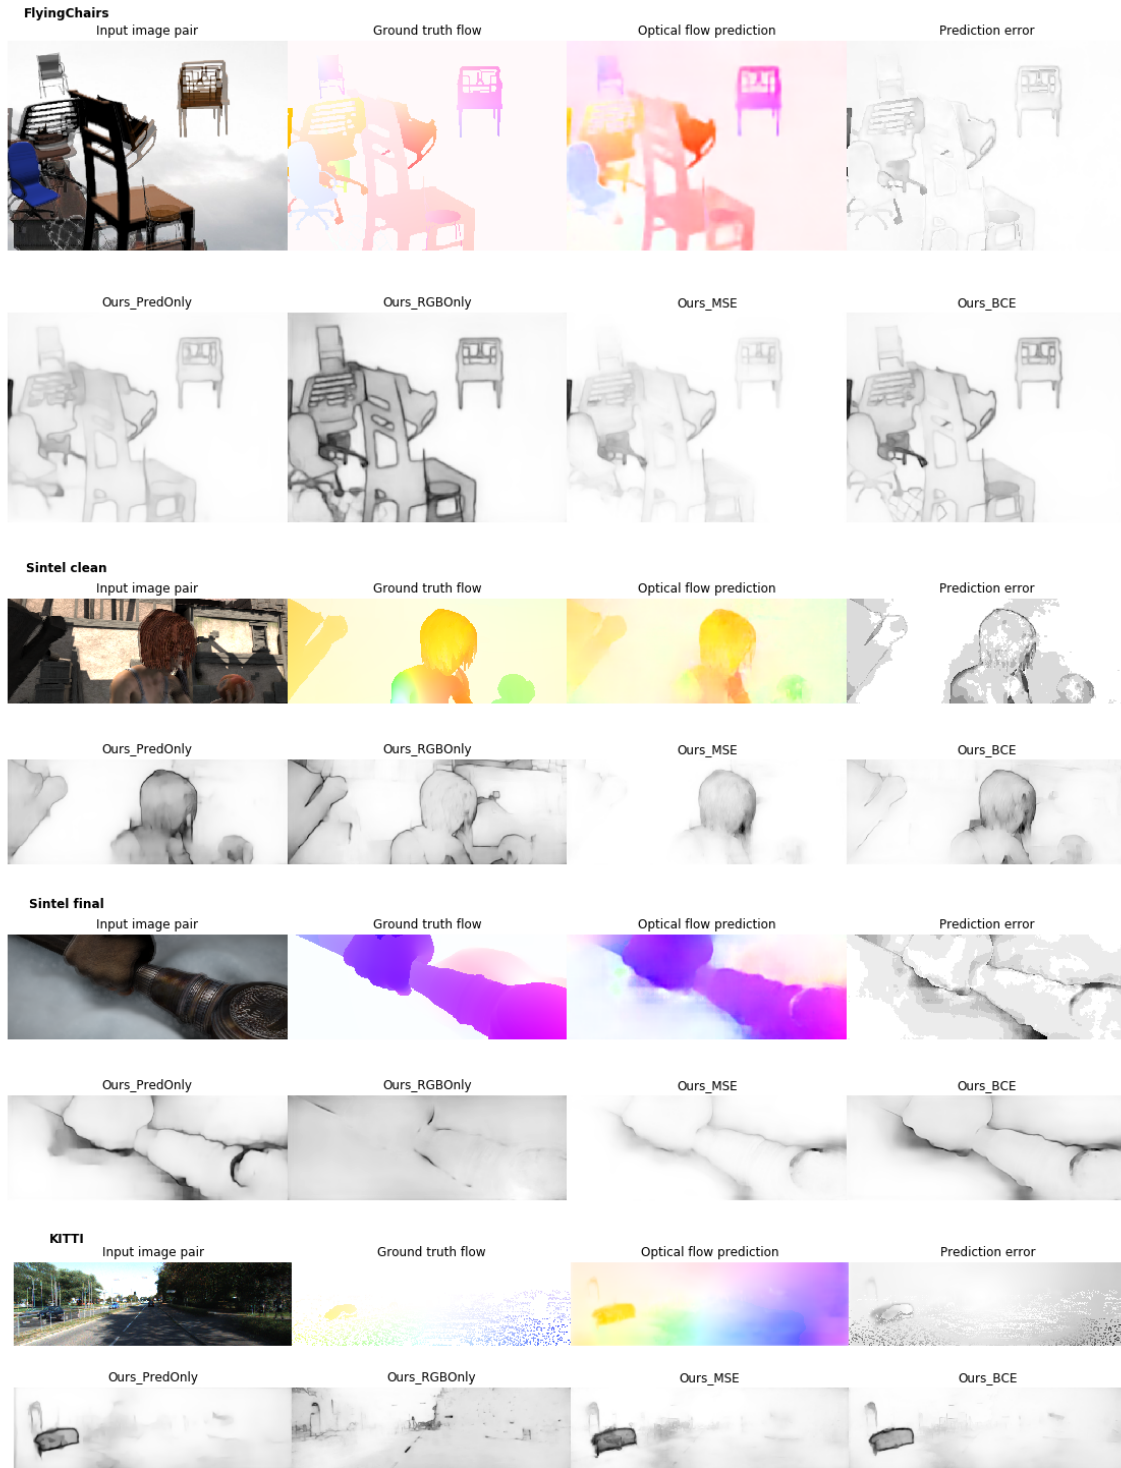 FlyingChairs
Input image pair Ground truth flow Optical flow prediction Prediction error
Ours_PredOnly Ours_RGBOnly Ours_MSE Ours_BCE
Sintel clean
Input image pair Ground truth flow Optical flow prediction Prediction error
Ours_PredOnly Ours_RGBOnly Ours_MSE Ours_BCE
Sintel final
Input image pair Ground truth flow Optical flow prediction Prediction error
Ours_PredOnly Ours_RGBOnly Ours_MSE Ours_BCE
KITTI
Input image pair Ground truth flow Optical flow prediction Prediction error
Ours_PredOnly Ours_RGBOnly Ours_MSE Ours_BCE